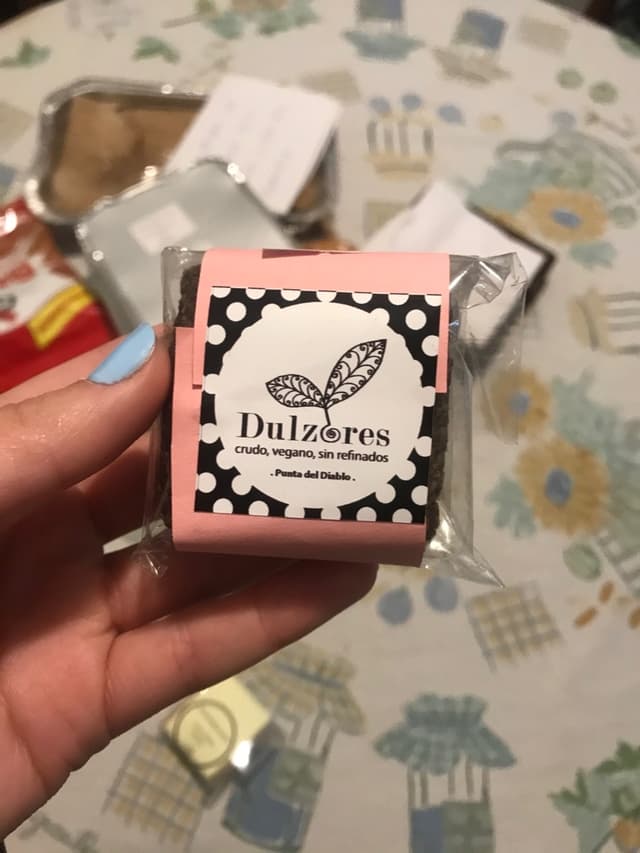 Dulzores
crudo, vegano, sin refinados
. Punta del Diablo .